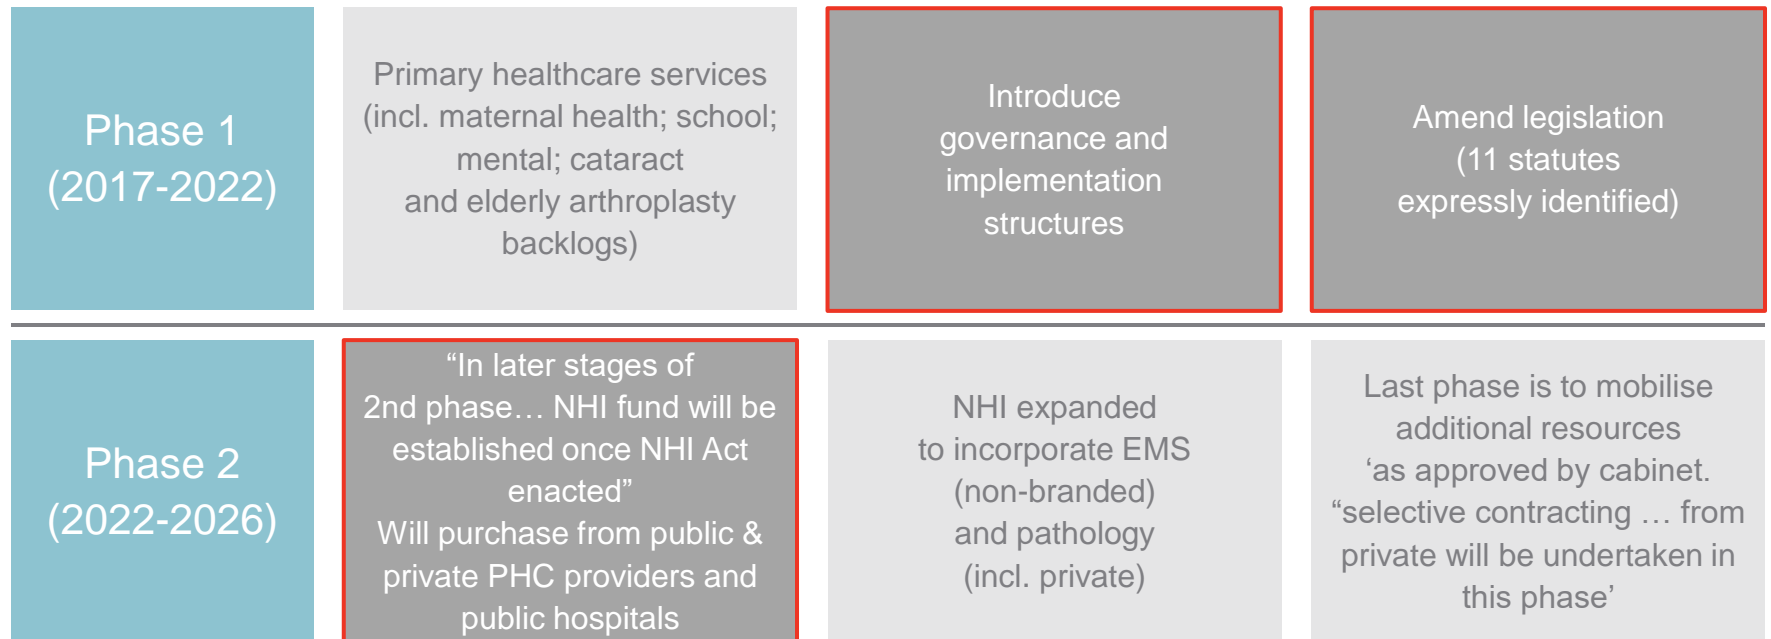 Phase 1
(2017-2022)
Primary healthcare services
(incl. maternal health; school;
mental; cataract
and elderly arthroplasty
backlogs)
Introduce
governance and
implementation
structures
Amend legislation
(11 statutes
expressly identified)
Phase 2
(2022-2026)
“In later stages of
2nd phase… NHI fund will be
established once NHI Act
enacted”
Will purchase from public &
private PHC providers and
public hospitals
NHI expanded
to incorporate EMS
(non-branded)
and pathology
(incl. private)
Last phase is to mobilise
additional resources
‘as approved by cabinet.
“selective contracting … from
private will be undertaken in
this phase’